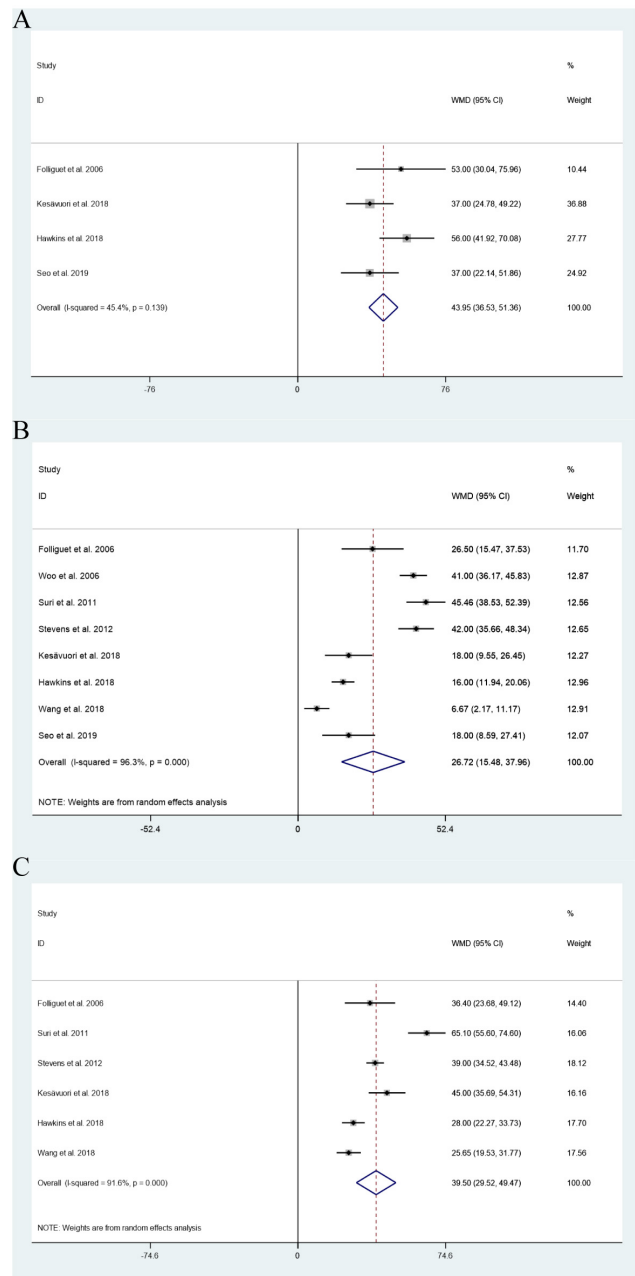 A
Study %
ID WMD (95% CI) Weight
Folliguet et al. 2006 53.00 (30.04, 75.96) 10.44
Kesävuori et al. 2018 37.00 (24.78, 49.22) 36.88
Hawkins et al. 2018 56.00 (41.92, 70.08) 27.77
Seo et al. 2019 37.00 (22.14, 51.86) 24.92
Overall (I-squared = 45.4%, p = 0.139) 43.95 (36.53, 51.36) 100.00
-76 0 76
B
Study %
ID WMD (95% CI) Weight
Folliguet et al. 2006 26.50 (15.47, 37.53) 11.70
Woo et al. 2006 41.00 (36.17, 45.83) 12.87
Suri et al. 2011 45.46 (38.53, 52.39) 12.56
Stevens et al. 2012 42.00 (35.66, 48.34) 12.65
Kesävuori et al. 2018 18.00 (9.55, 26.45) 12.27
Hawkins et al. 2018 16.00 (11.94, 20.06) 12.96
Wang et al. 2018 6.67 (2.17, 11.17) 12.91
Seo et al. 2019 18.00 (8.59, 27.41) 12.07
Overall (I-squared = 96.3%, p = 0.000) 26.72 (15.48, 37.96) 100.00
NOTE: Weights are from random effects analysis
-52.4 0 52.4
C
Study %
ID WMD (95% CI) Weight
Folliguet et al. 2006 36.40 (23.68, 49.12) 14.40
Suri et al. 2011 65.10 (55.60, 74.60) 16.06
Stevens et al. 2012 39.00 (34.52, 43.48) 18.12
Kesävuori et al. 2018 45.00 (35.69, 54.31) 16.16
Hawkins et al. 2018 28.00 (22.27, 33.73) 17.70
Wang et al. 2018 25.65 (19.53, 31.77) 17.56
Overall (I-squared = 91.6%, p = 0.000) 39.50 (29.52, 49.47) 100.00
NOTE: Weights are from random effects analysis
-74.6 0 74.6